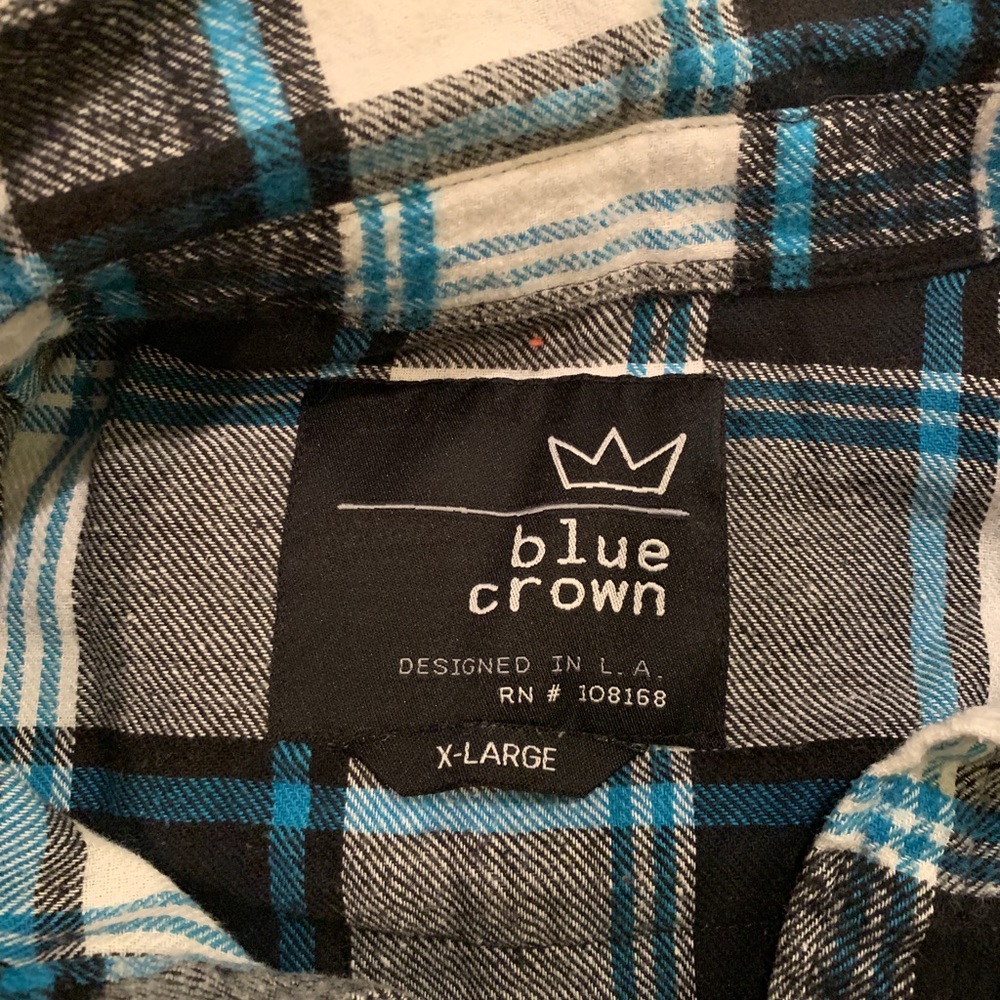 blue
crown
DESIGNED IN L.A.
RN # 108168
X-LARGE